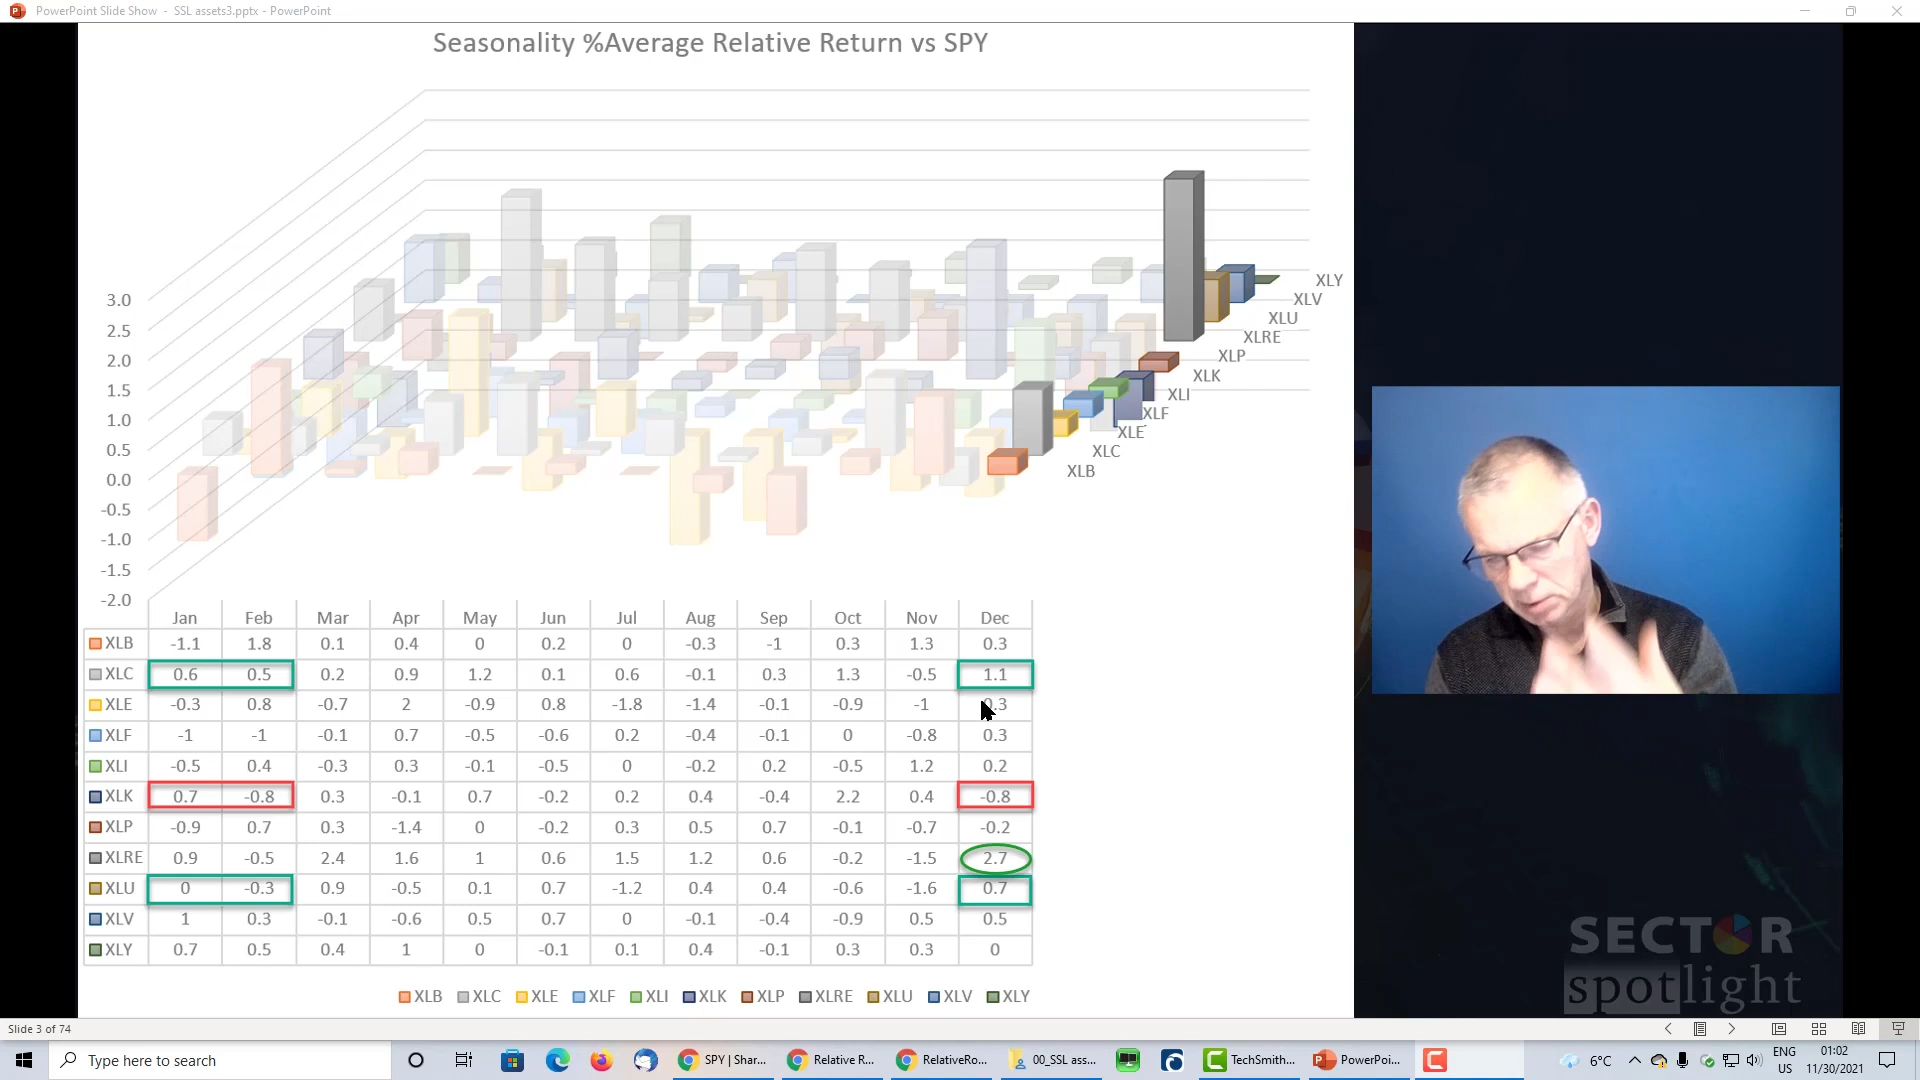 PowerPoint Slide Show - SSL assets3.pptx - PowerPoint
Seasonality %Average Relative Return vs SPY
3.0
2.5
2.0
1.5
1.0
0.5
0.0
-0.5
-1.0
-1.5
-2.0
XLY
XLV
XLU
XLRE
XLP
XLK
XLI
XLF
XLE
XLC
XLB
Jan Feb Mar Apr May Jun Jul Aug Sep Oct Nov Dec
XLB -1.1 1.8 0.1 0.4 0 0.2 0 -0.3 -1 0.3 1.3 0.3
XLC 0.6 0.5 0.2 0.9 1.2 0.1 0.6 -0.1 0.3 1.3 -0.5 1.1
XLE -0.3 0.8 -0.7 2 -0.9 0.8 -1.8 -1.4 -0.1 -0.9 -1
XLF -1 -1 -0.1 0.7 -0.5 -0.6 0.2 -0.4 -0.1 0 -0.8 0.3
XLI -0.5 0.4 -0.3 0.3 -0.1 -0.5 0 -0.2 0.2 -0.5 1.2 0.2
XLK 0.7 -0.8 0.3 -0.1 0.7 -0.2 0.2 0.4 -0.4 2.2 0.4 -0.8
XLP -0.9 0.7 0.3 -1.4 0 -0.2 0.3 0.5 0.7 -0.1 -0.7 -0.2
XLRE 0.9 -0.5 2.4 1.6 1 0.6 1.5 1.2 0.6 -0.2 -1.5 2.7
XLU 0 -0.3 0.9 -0.5 0.1 0.7 -1.2 0.4 0.4 -0.6 -1.6 0.7
XLV 1 0.3 -0.1 -0.6 0.5 0.7 0 -0.1 -0.4 -0.9 0.5 0.5
XLY 0.7 0.5 0.4 1 0 -0.1 0.1 0.4 -0.1 0.3 0.3 0
XLB XLC XLE XLF XLI XLK XLP XLRE XLU XLV XLY
SECTOR
spotlight
Slide 3 of 74
Type here to search
SPY | Shar...
Relative R...
RelativeRo...
00_SSL ass...
TechSmith...
PowerPoi...
6°C
ENG
US
01:02
11/30/2021